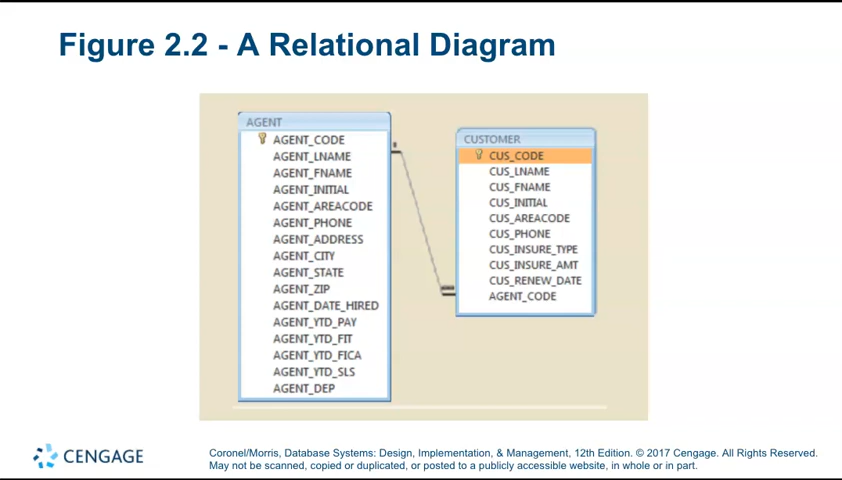 Figure 2.2 - A Relational Diagram
AGENT
AGENT_CODE
AGENT_LNAME
AGENT_FNAME
AGENT_INITIAL
AGENT_AREACODE
AGENT_PHONE
AGENT_ADDRESS
AGENT_CITY
AGENT_STATE
AGENT_ZIP
AGENT_DATE_HIRED
AGENT_YTD_PAY
AGENT_YTD_FIT
AGENT_YTD_FICA
AGENT_YTD_SLS
AGENT_DEP
CUSTOMER
CUS_CODE
CUS_LNAME
CUS_FNAME
CUS_INITIAL
CUS_AREACODE
CUS_PHONE
CUS_INSURE_TYPE
CUS_INSURE_AMT
CUS_RENEW_DATE
AGENT_CODE
CENGAGE
Coronel/Morris, Database Systems: Design, Implementation, & Management, 12th Edition. © 2017 Cengage. All Rights Reserved.
May not be scanned, copied or duplicated, or posted to a publicly accessible website, in whole or in part.